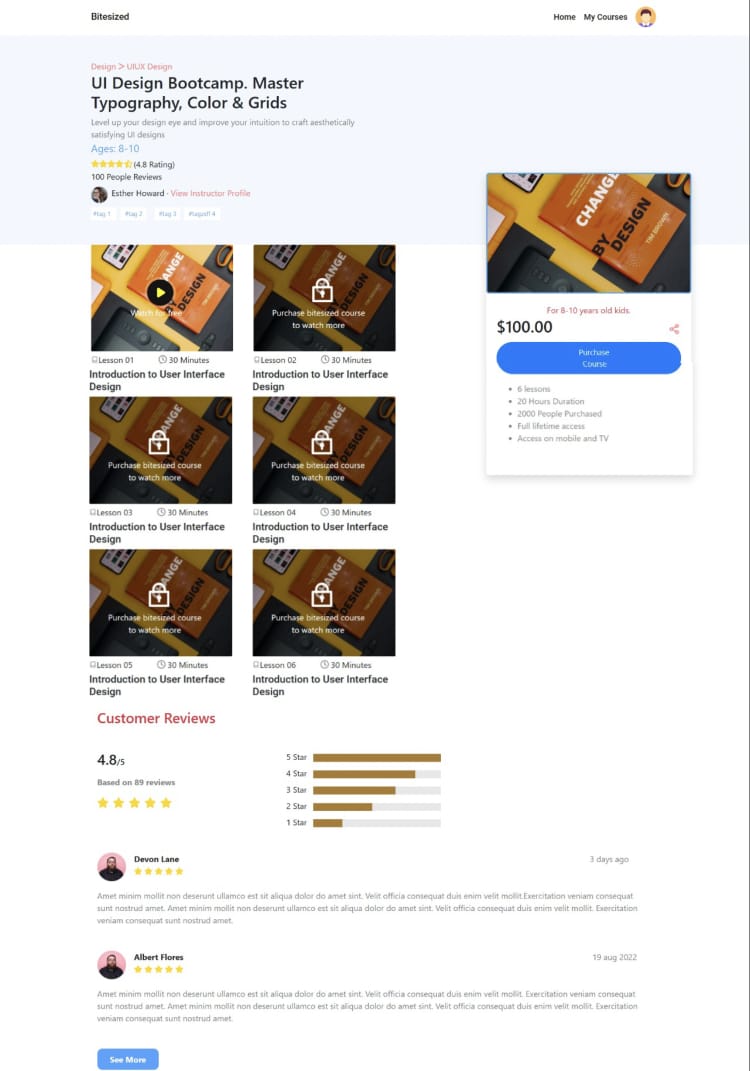 Bitesized
Home My Courses
Design > UIUX Design
UI Design Bootcamp. Master
Typography, Color & Grids
Level up your design eye and improve your intuition to craft aesthetically
satisfying UI designs
Ages: 8-10
(4.8 Rating)
100 People Reviews
Esther Howard - View Instructor Profile
#tag 1 #tag 2 #tag 3 #tagasff 4
CHANGE
BY DESIGN
TIM BROWN
For 8-10 years old kids.
$100.00
Purchase
Course
6 lessons
20 Hours Duration
2000 People Purchased
Full lifetime access
Access on mobile and TV
CHANGE
DESIGN
Watch for free
Lesson 01 30 Minutes
Introduction to User Interface
Design
ANGE
DESIGN
Purchase bitesized course
to watch more
Lesson 02 30 Minutes
Introduction to User Interface
Design
ANGE
DESIGN
Purchase bitesized course
to watch more
Lesson 03 30 Minutes
Introduction to User Interface
Design
ANGE
DESIGN
Purchase bitesized course
to watch more
Lesson 04 30 Minutes
Introduction to User Interface
Design
ANGE
DESIGN
Purchase bitesized course
to watch more
Lesson 05 30 Minutes
Introduction to User Interface
Design
ANGE
DESIGN
Purchase bitesized course
to watch more
Lesson 06 30 Minutes
Introduction to User Interface
Design
Customer Reviews
4.8/5
Based on 89 reviews
5 Star
4 Star
3 Star
2 Star
1 Star
Devon Lane 3 days ago
Amet minim mollit non deserunt ullamco est sit aliqua dolor do amet sint. Velit officia consequat duis enim velit mollit.Exercitation veniam consequat
sunt nostrud amet. Amet minim mollit non deserunt ullamco est sit aliqua dolor do amet sint. Velit officia consequat duis enim velit mollit. Exercitation
veniam consequat sunt nostrud amet.
Albert Flores 19 aug 2022
Amet minim mollit non deserunt ullamco est sit aliqua dolor do amet sint. Velit officia consequat duis enim velit mollit. Exercitation veniam consequat
sunt nostrud amet. Amet minim mollit non deserunt ullamco est sit aliqua dolor do amet sint. Velit officia consequat duis enim velit mollit. Exercitation
veniam consequat sunt nostrud amet.
See More